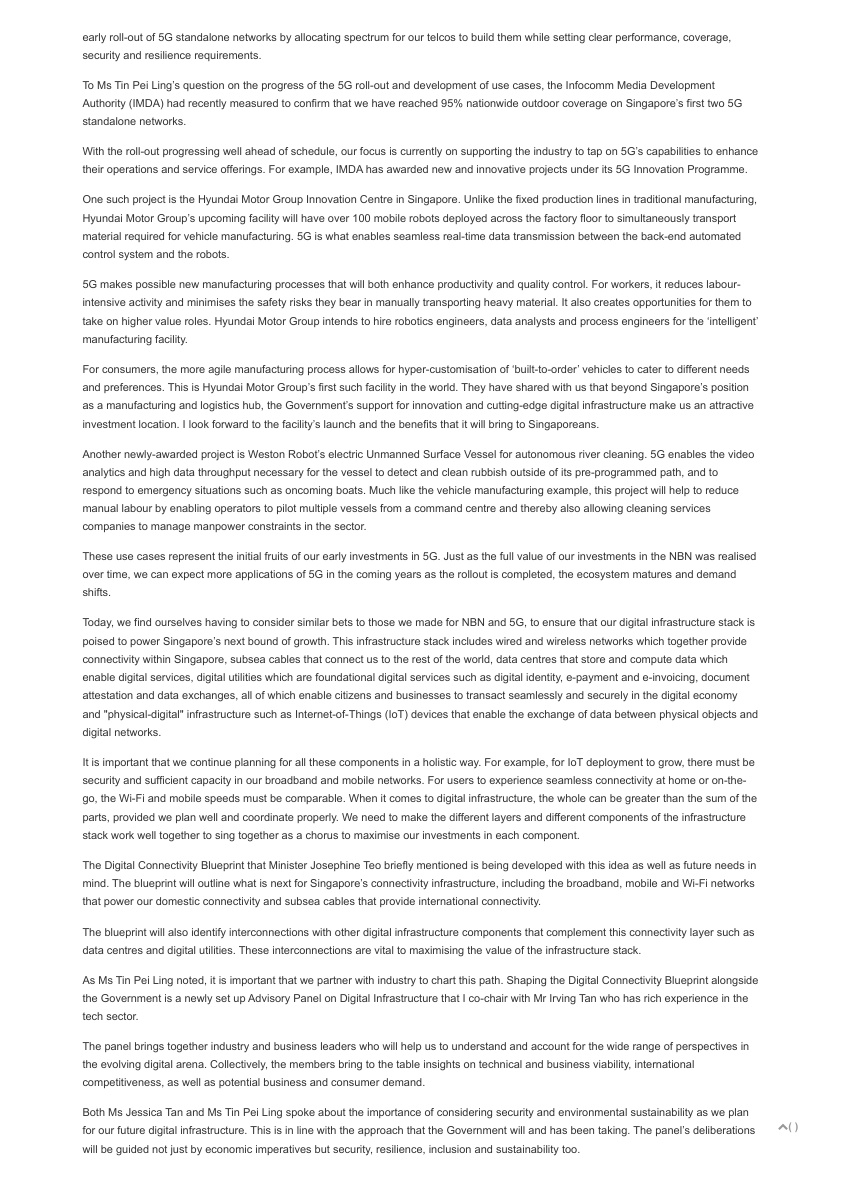 early roll-out of 5G standalone networks by allocating spectrum for our telcos to build them while setting clear performance, coverage,
security and resilience requirements.
To Ms Tin Pei Ling’s question on the progress of the 5G roll-out and development of use cases, the Infocomm Media Development
Authority (IMDA) had recently measured to confirm that we have reached 95% nationwide outdoor coverage on Singapore’s first two 5G
standalone networks.
With the roll-out progressing well ahead of schedule, our focus is currently on supporting the industry to tap on 5G’s capabilities to enhance
their operations and service offerings. For example, IMDA has awarded new and innovative projects under its 5G Innovation Programme.
One such project is the Hyundai Motor Group Innovation Centre in Singapore. Unlike the fixed production lines in traditional manufacturing,
Hyundai Motor Group’s upcoming facility will have over 100 mobile robots deployed across the factory floor to simultaneously transport
material required for vehicle manufacturing. 5G is what enables seamless real-time data transmission between the back-end automated
control system and the robots.
5G makes possible new manufacturing processes that will both enhance productivity and quality control. For workers, it reduces labour-
intensive activity and minimises the safety risks they bear in manually transporting heavy material. It also creates opportunities for them to
take on higher value roles. Hyundai Motor Group intends to hire robotics engineers, data analysts and process engineers for the ‘intelligent’
manufacturing facility.
For consumers, the more agile manufacturing process allows for hyper-customisation of ‘built-to-order’ vehicles to cater to different needs
and preferences. This is Hyundai Motor Group’s first such facility in the world. They have shared with us that beyond Singapore’s position
as a manufacturing and logistics hub, the Government’s support for innovation and cutting-edge digital infrastructure make us an attractive
investment location. I look forward to the facility’s launch and the benefits that it will bring to Singaporeans.
Another newly-awarded project is Weston Robot’s electric Unmanned Surface Vessel for autonomous river cleaning. 5G enables the video
analytics and high data throughput necessary for the vessel to detect and clean rubbish outside of its pre-programmed path, and to
respond to emergency situations such as oncoming boats. Much like the vehicle manufacturing example, this project will help to reduce
manual labour by enabling operators to pilot multiple vessels from a command centre and thereby also allowing cleaning services
companies to manage manpower constraints in the sector.
These use cases represent the initial fruits of our early investments in 5G. Just as the full value of our investments in the NBN was realised
over time, we can expect more applications of 5G in the coming years as the rollout is completed, the ecosystem matures and demand
shifts.
Today, we find ourselves having to consider similar bets to those we made for NBN and 5G, to ensure that our digital infrastructure stack is
poised to power Singapore’s next bound of growth. This infrastructure stack includes wired and wireless networks which together provide
connectivity within Singapore, subsea cables that connect us to the rest of the world, data centres that store and compute data which
enable digital services, digital utilities which are foundational digital services such as digital identity, e-payment and e-invoicing, document
attestation and data exchanges, all of which enable citizens and businesses to transact seamlessly and securely in the digital economy
and "physical-digital" infrastructure such as Internet-of-Things (IoT) devices that enable the exchange of data between physical objects and
digital networks.
It is important that we continue planning for all these components in a holistic way. For example, for IoT deployment to grow, there must be
security and sufficient capacity in our broadband and mobile networks. For users to experience seamless connectivity at home or on-the-
go, the Wi-Fi and mobile speeds must be comparable. When it comes to digital infrastructure, the whole can be greater than the sum of the
parts, provided we plan well and coordinate properly. We need to make the different layers and different components of the infrastructure
stack work well together to sing together as a chorus to maximise our investments in each component.
The Digital Connectivity Blueprint that Minister Josephine Teo briefly mentioned is being developed with this idea as well as future needs in
mind. The blueprint will outline what is next for Singapore’s connectivity infrastructure, including the broadband, mobile and Wi-Fi networks
that power our domestic connectivity and subsea cables that provide international connectivity.
The blueprint will also identify interconnections with other digital infrastructure components that complement this connectivity layer such as
data centres and digital utilities. These interconnections are vital to maximising the value of the infrastructure stack.
As Ms Tin Pei Ling noted, it is important that we partner with industry to chart this path. Shaping the Digital Connectivity Blueprint alongside
the Government is a newly set up Advisory Panel on Digital Infrastructure that I co-chair with Mr Irving Tan who has rich experience in the
tech sector.
The panel brings together industry and business leaders who will help us to understand and account for the wide range of perspectives in
the evolving digital arena. Collectively, the members bring to the table insights on technical and business viability, international
competitiveness, as well as potential business and consumer demand.
Both Ms Jessica Tan and Ms Tin Pei Ling spoke about the importance of considering security and environmental sustainability as we plan
for our future digital infrastructure. This is in line with the approach that the Government will and has been taking. The panel’s deliberations
will be guided not just by economic imperatives but security, resilience, inclusion and sustainability too.
( )